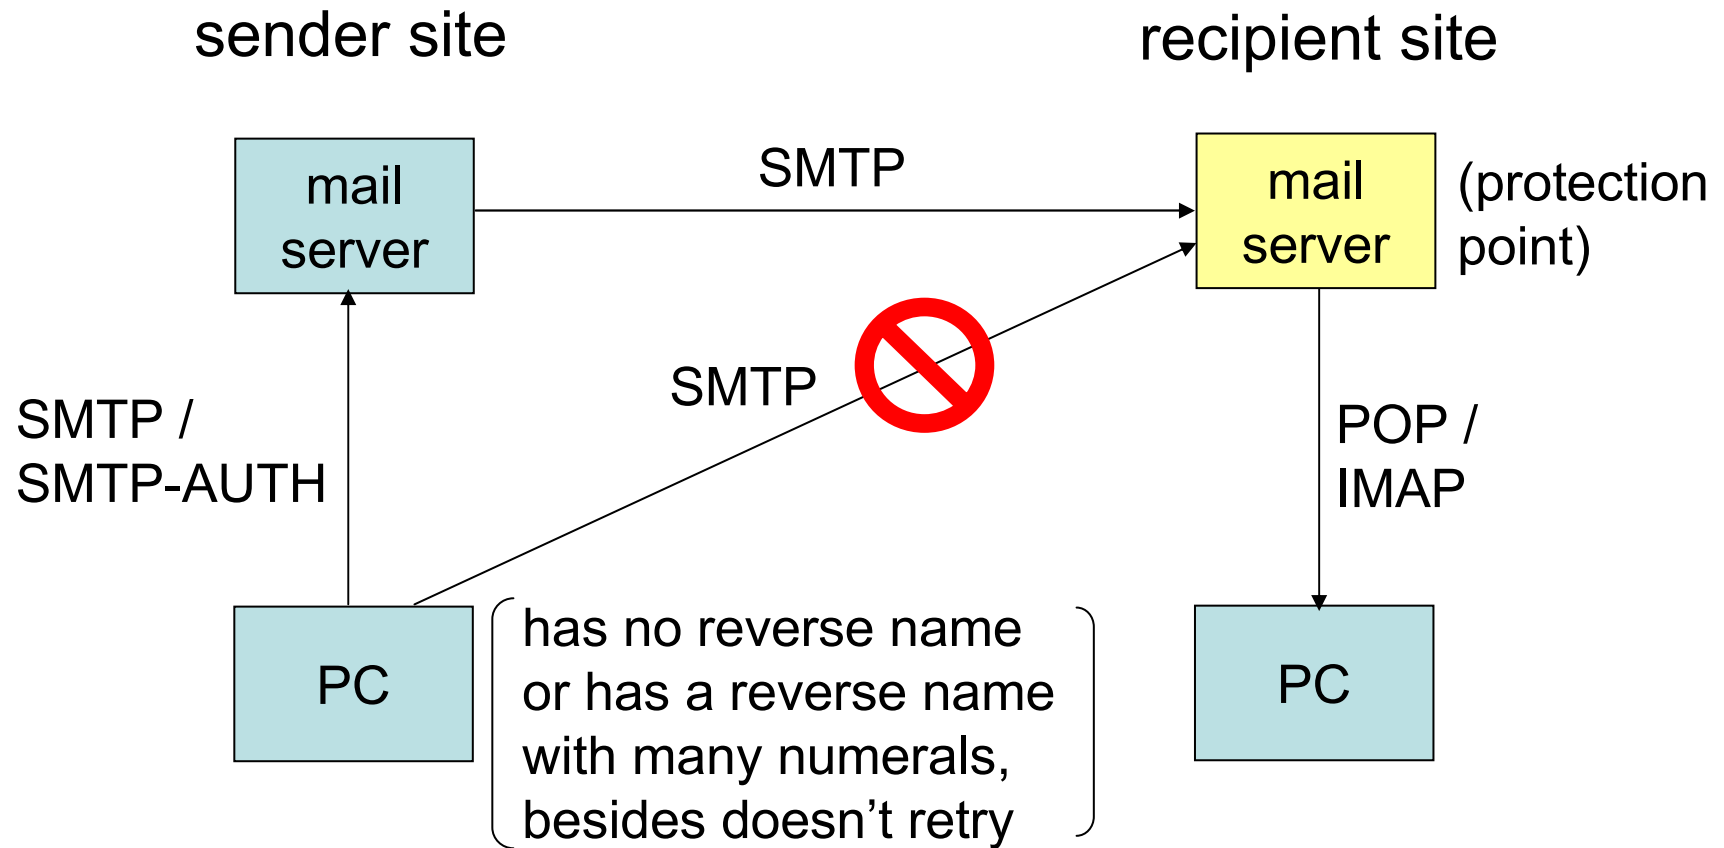 sender site
recipient site
mail
server
SMTP
mail
server
(protection
point)
SMTP
SMTP /
SMTP-AUTH
POP /
IMAP
PC
has no reverse name
or has a reverse name
with many numerals,
besides doesn’t retry
PC